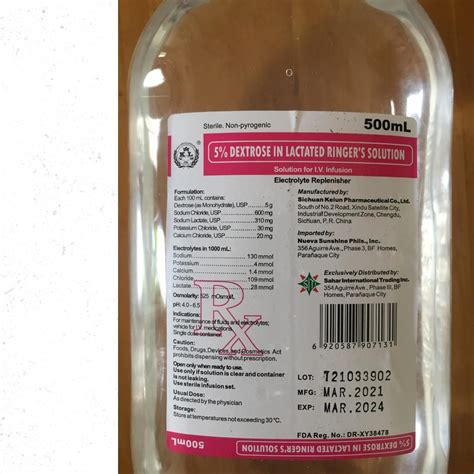 Sterile. Non-pyrogenic
500mL
5% DEXTROSE IN LACTATED RINGER'S SOLUTION
Solution for I.V. Infusion
Electrolyte Replenisher
Formulation:
Each 100 mL contains:
Dextrose (as Monohydrate), USP 5 g
Sodium Chloride, USP 600 mg
Sodium Lactate, USP 310 mg
Potassium Chloride, USP 30 mg
Calcium Chloride, USP 20 mg
Electrolytes in 1000 mL:
Sodium 130 mmol
Potassium 4 mmol
Calcium 1.4 mmol
Chloride 109 mmol
Lactate 28 mmol
Osmolarity: 525 mOsmol/L
pH: 4.0 - 6.5
For maintenance of fluids and electrolytes;
vehicle for I.V. medications.
Single dose container.
Caution:
Foods, Drugs, Devices, and Cosmetics Act
prohibits dispensing without prescription.
Open only when ready to use.
Use only if solution is clear and container
is not leaking.
Use sterile infusion set.
Usual Dosage:
As directed by the physician
Storage:
Store at temperatures not exceeding 30°C.
Rx
Manufactured by:
Sichuan Kelun Pharmaceutical Co., Ltd.
South of No.2 Road, Xindu Satellite City,
Industrial Development Zone, Chengdu,
Sichuan, P. R. China
Imported by:
Nueva Sunshine Phils., Inc.
356 Aguirre Ave., Phase 3, BF Homes,
Parañaque City
Exclusively Distributed by:
Sahar International Trading Inc.
354 Aguirre Ave., Phase III, BF
Homes, Parañaque City
6 920587 907131
LOT: T21033902
MFG: MAR. 2021
EXP: MAR. 2024
FDA Reg. No.: DR-XY38478
500mL
5% DEXTROSE IN LACTATED RINGER'S SOLUTION